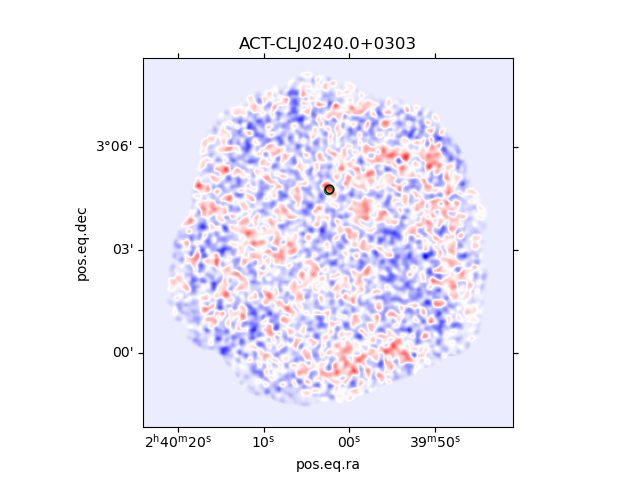 ACT-CLJ0240.0+0303
3°06'
03'
00'
pos.eq.dec
2ʰ40ᵐ20ˢ 10ˢ 00ˢ 39ᵐ50ˢ
pos.eq.ra